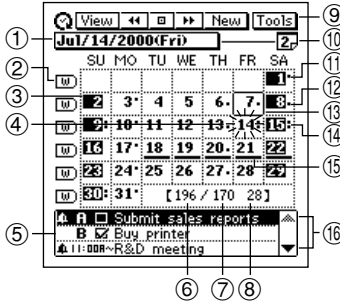 View New Tools ⑨
① Jul/14/2000(Fri) 2 ⑩
SU MO TU WE TH FR SA
② W 1 ⑪
③ W 2 3 4 5 6 7 8 ⑫
⑬
④ W 9 10 11 12 13 14 15 ⑭
W 16 17 18 19 20 21 22
⑮
W 23 24 25 26 27 28 29
W 30 31 [196 / 170 28]
⑤ A Submit sales reports ⑯
B Buy printer
11:00A~R&D meeting
⑥ ⑦ ⑧